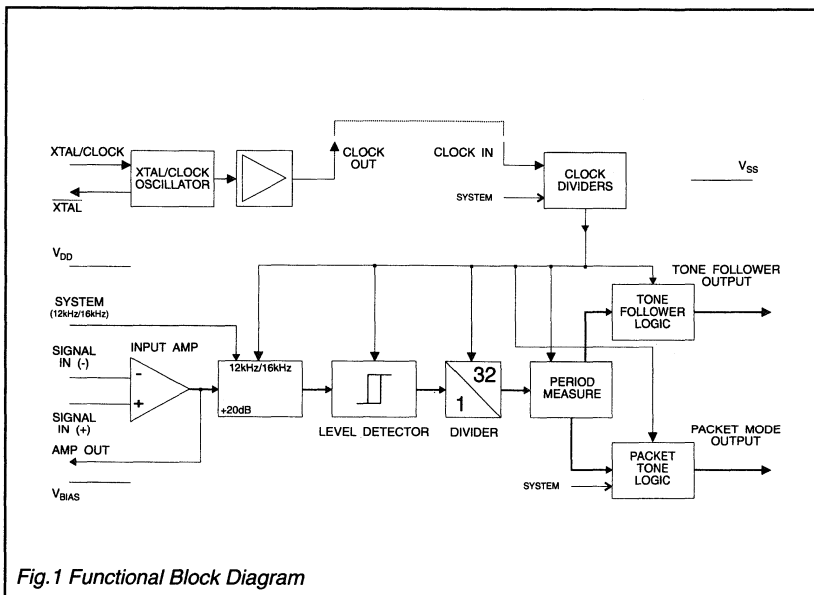 XTAL/CLOCK
XTAL
XTAL/CLOCK
OSCILLATOR
CLOCK
OUT
CLOCK IN
SYSTEM
CLOCK
DIVIDERS
VSS
VDD
SYSTEM
(12kHz/16kHz)
SIGNAL
IN (-)
INPUT AMP
-
+
SIGNAL
IN (+)
AMP OUT
VBIAS
12kHz/16kHz
+20dB
LEVEL DETECTOR
32
1
DIVIDER
PERIOD
MEASURE
TONE FOLLOWER
OUTPUT
TONE
FOLLOWER
LOGIC
PACKET MODE
OUTPUT
PACKET
TONE
LOGIC
SYSTEM
Fig.1 Functional Block Diagram